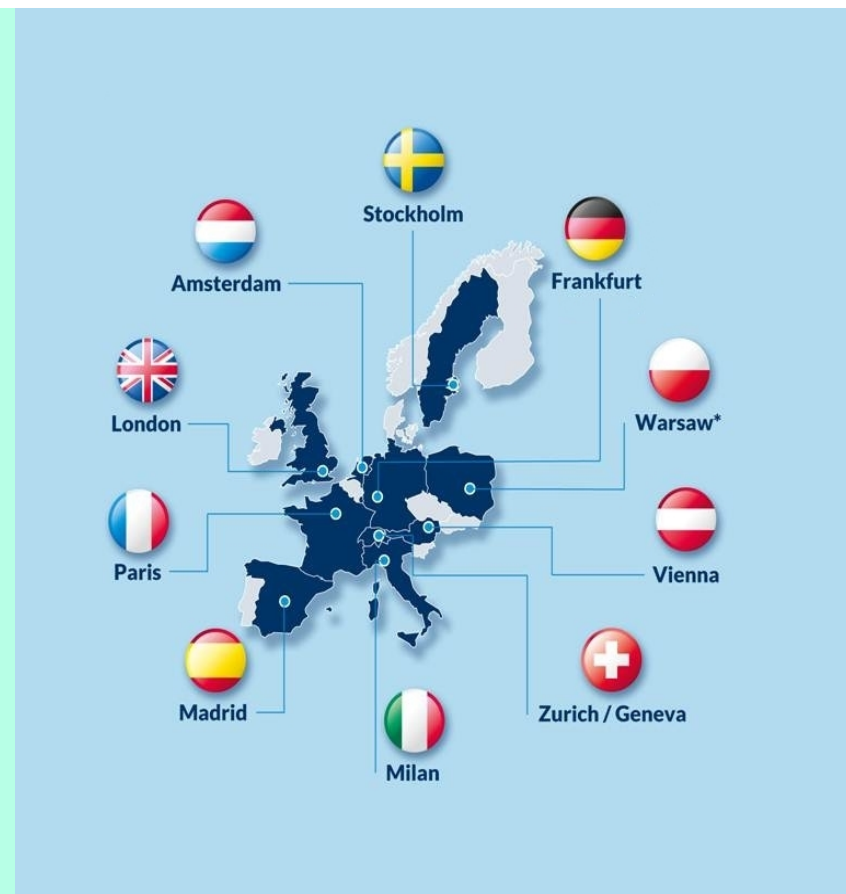 Stockholm
Amsterdam
Frankfurt
London
Warsaw*
Paris
Vienna
Madrid
Zurich / Geneva
Milan